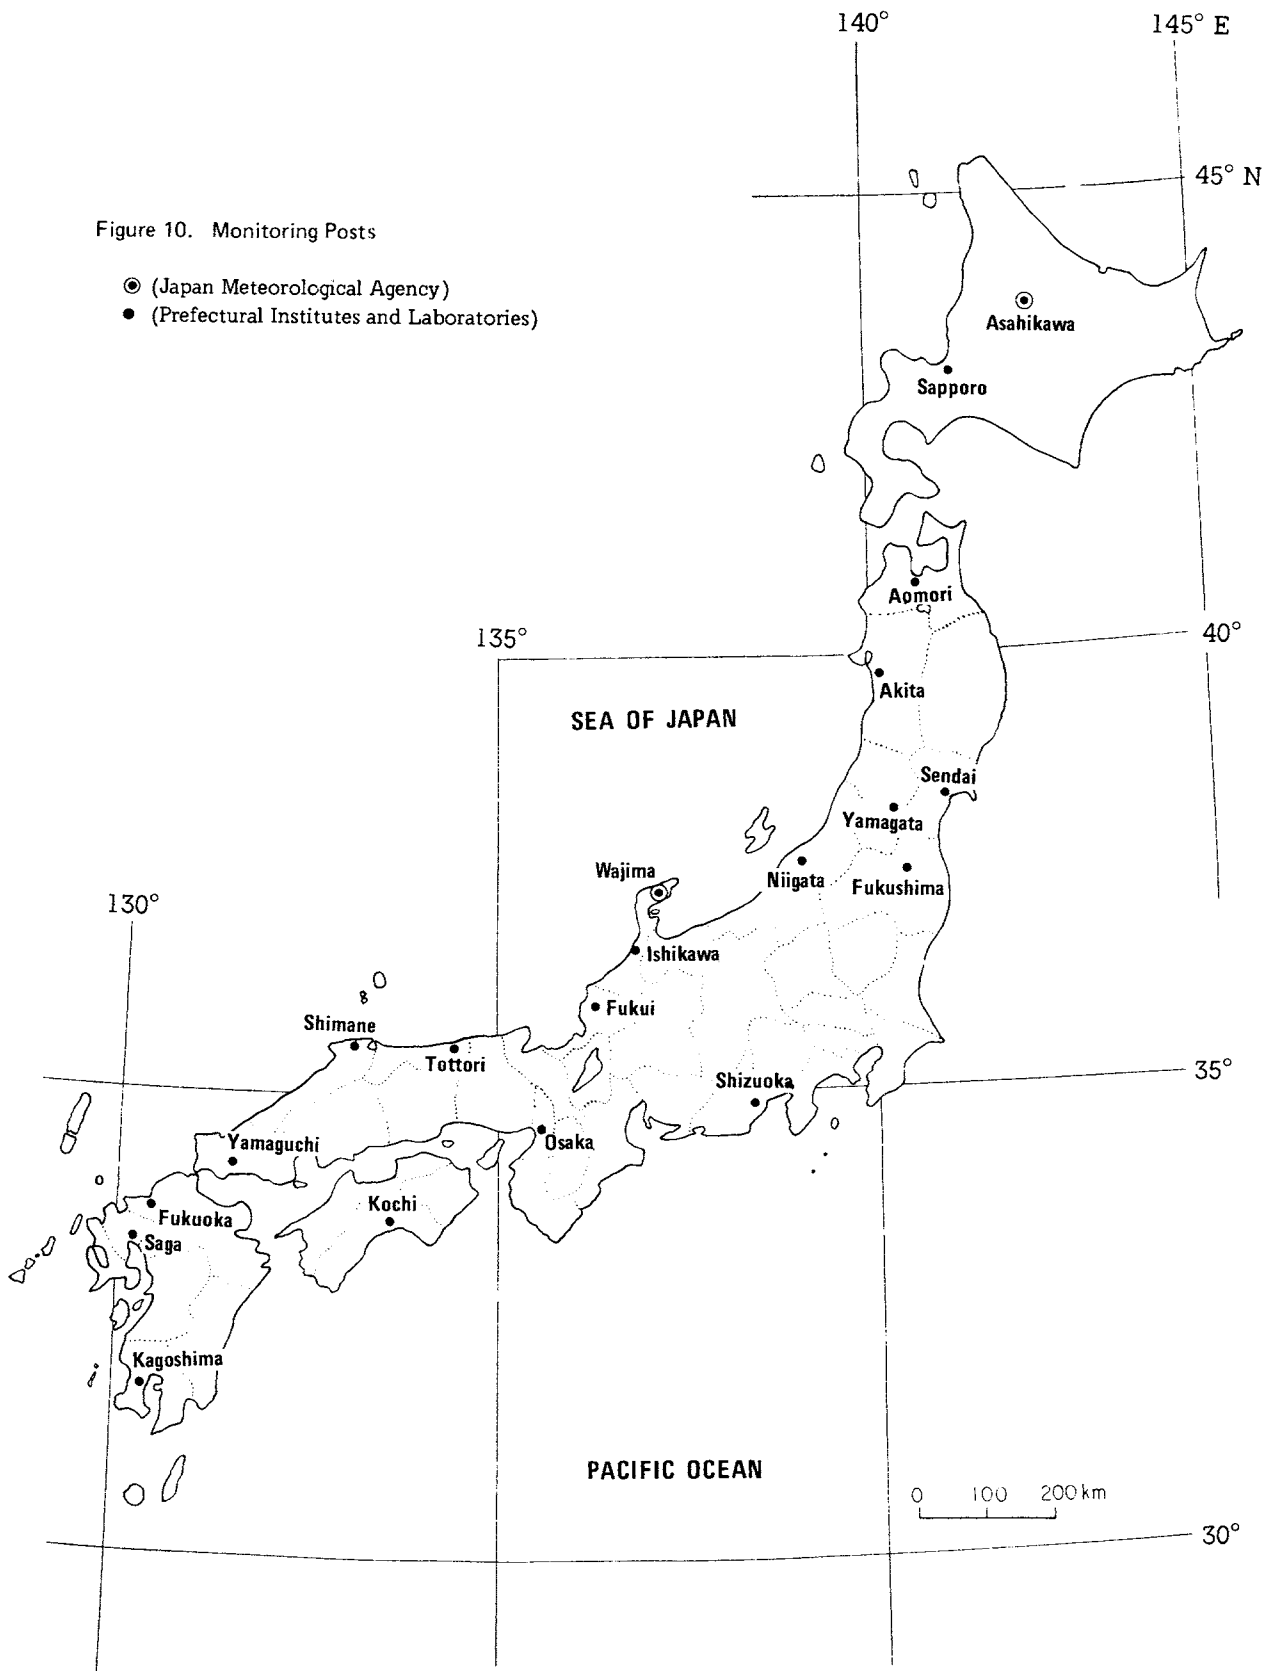 140° 145° E
45° N
Figure 10. Monitoring Posts
(Japan Meteorological Agency)
(Prefectural Institutes and Laboratories)
Asahikawa
Sapporo
Aomori
135°
40°
Akita
SEA OF JAPAN
Sendai
Yamagata
Wajima
Niigata
Fukushima
130°
Ishikawa
Fukui
Shimane
Tottori
35°
Shizuoka
Yamaguchi
Osaka
Kochi
Fukuoka
Saga
Kagoshima
PACIFIC OCEAN
0 100 200 km
30°